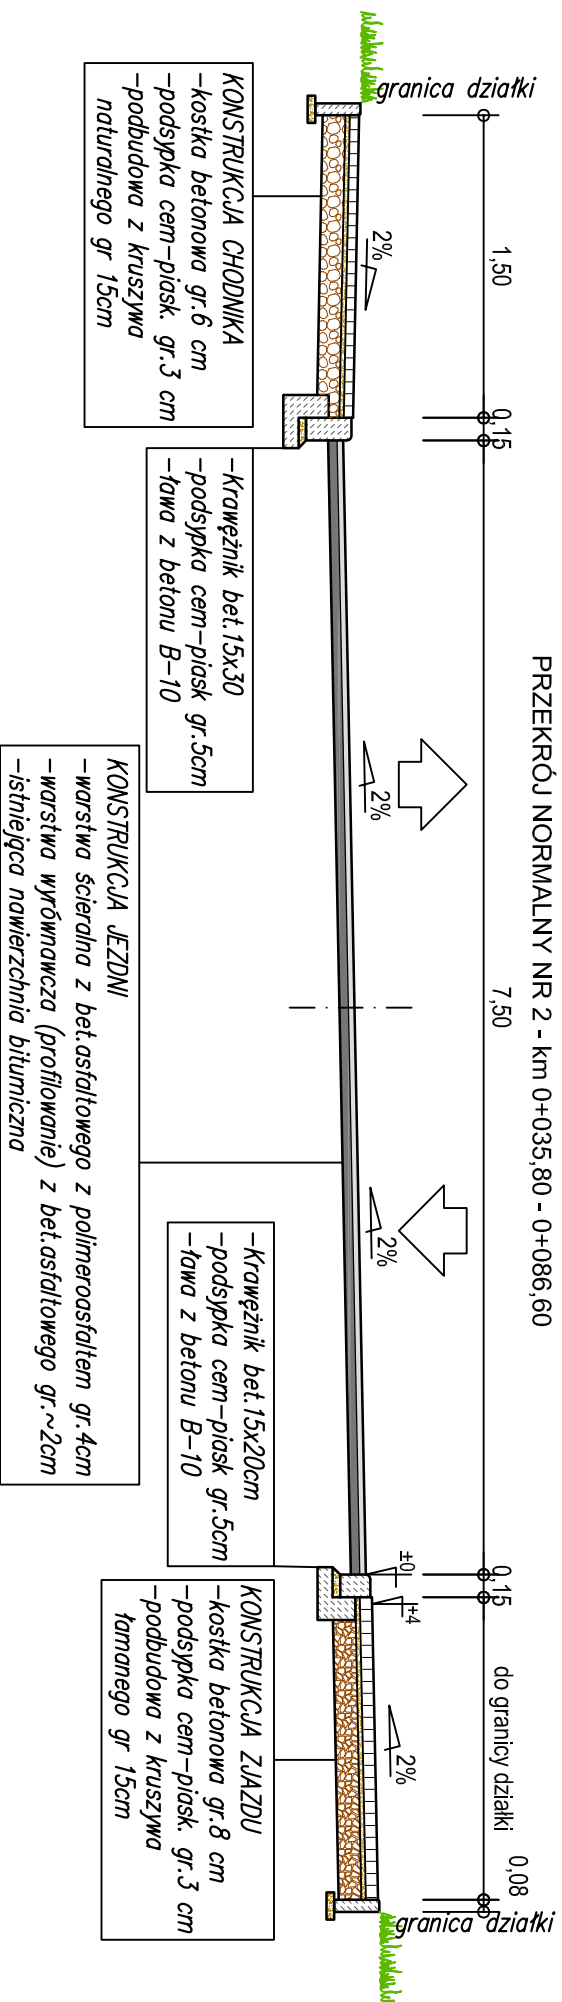 PRZEKRÓJ NORMALNY NR 2 - km 0+035,80 - 0+086,60
1,50
0,15
7,50
0,15
do granicy działki
0,08
granica działki
granica działki
2%
2%
2%
2%
±0
+4
KONSTRUKCJA CHODNIKA
-kostka betonowa gr.6 cm
-podsypka cem-piask. gr.3 cm
-podbudowa z kruszywa
naturalnego gr 15cm
-Krawężnik bet.15x30
-podsypka cem-piask gr.5cm
-ława z betonu B-10
KONSTRUKCJA JEZDNI
-warstwa ścieralna z bet.asfaltowego z polimeroasfaltem gr.4cm
-warstwa wyrównawcza (profilowanie) z bet.asfaltowego gr.~2cm
-istniejąca nawierzchnia bitumiczna
-Krawężnik bet.15x20cm
-podsypka cem-piask gr.5cm
-ława z betonu B-10
KONSTRUKCJA ZJAZDU
-kostka betonowa gr.8 cm
-podsypka cem-piask. gr.3 cm
-podbudowa z kruszywa
łamanego gr 15cm